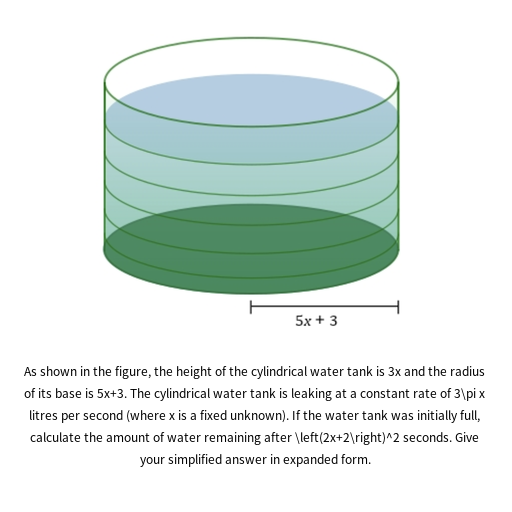 5x + 3
As shown in the figure, the height of the cylindrical water tank is 3x and the radius
of its base is 5x+3. The cylindrical water tank is leaking at a constant rate of 3\pi x
litres per second (where x is a fixed unknown). If the water tank was initially full,
calculate the amount of water remaining after \left(2x+2\right)^2 seconds. Give
your simplified answer in expanded form.